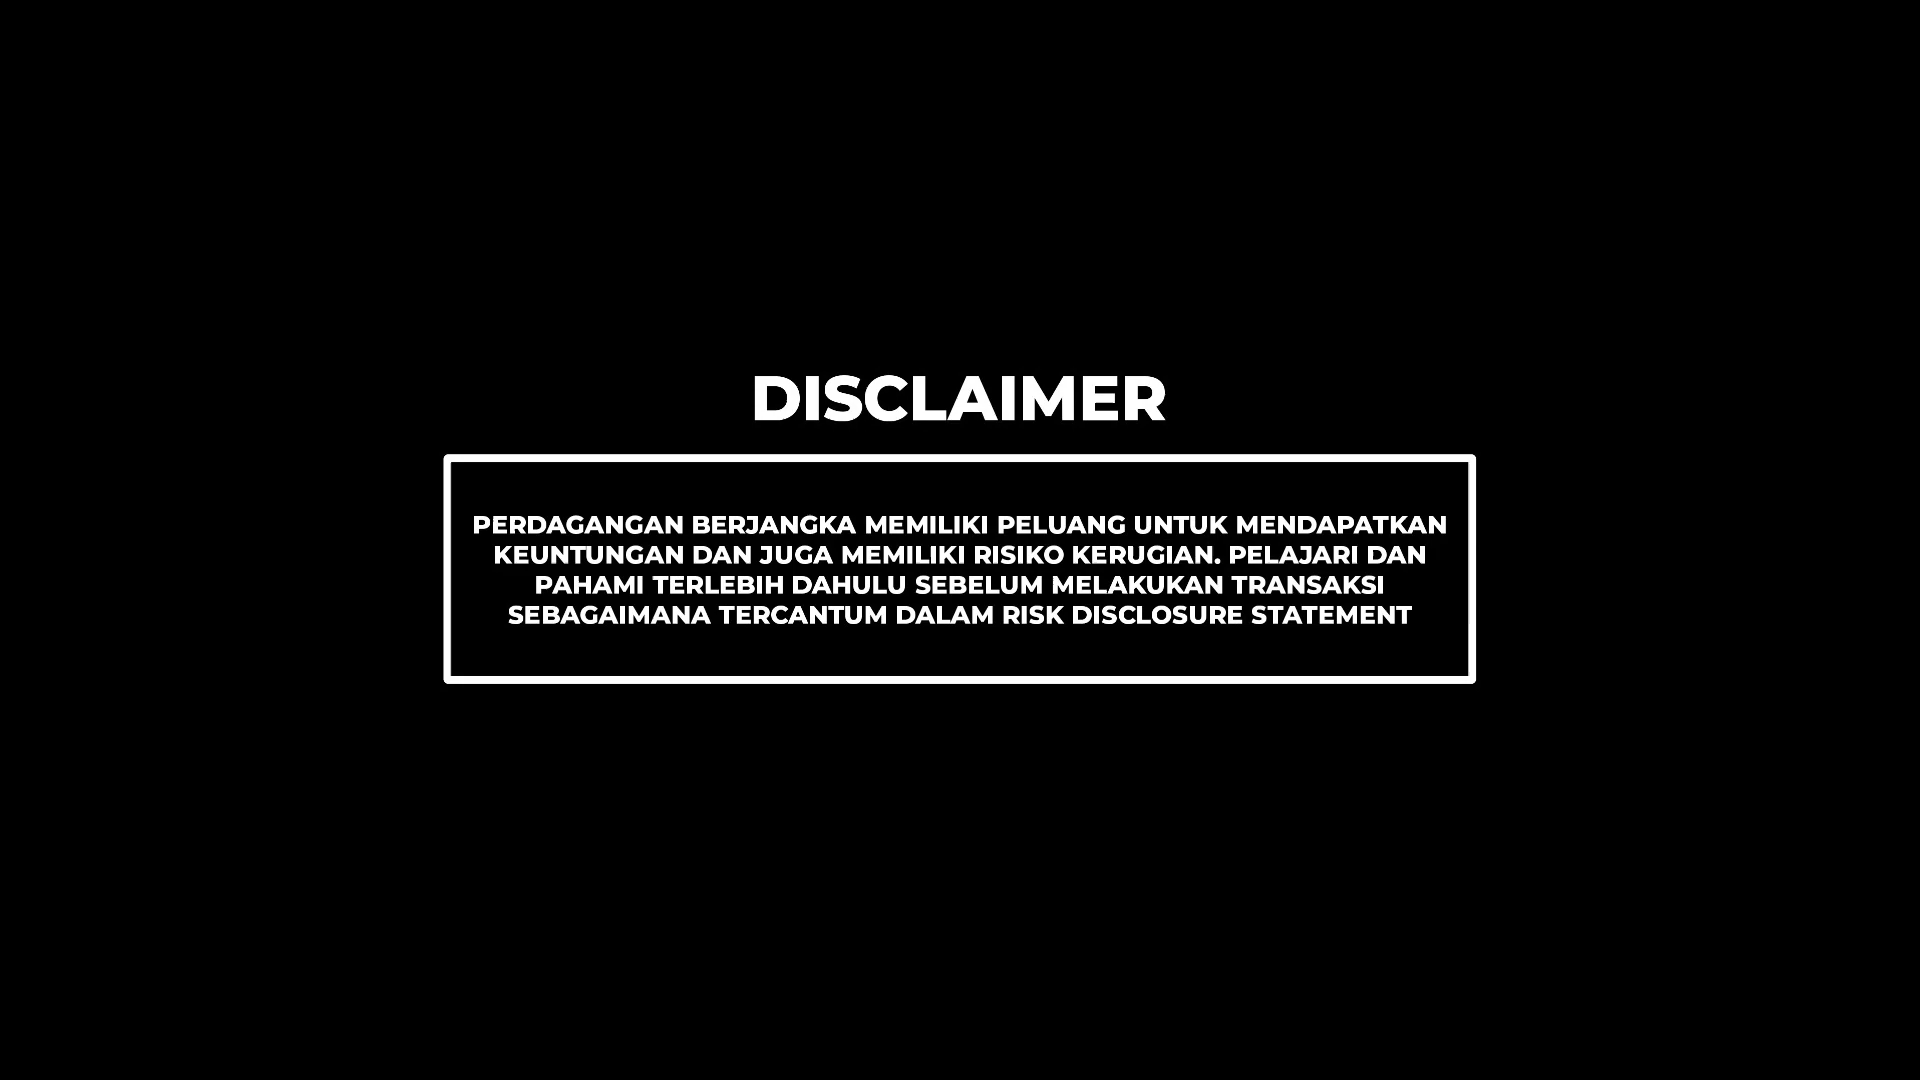 DISCLAIMER
PERDAGANGAN BERJANGKA MEMILIKI PELUANG UNTUK MENDAPATKAN
KEUNTUNGAN DAN JUGA MEMILIKI RISIKO KERUGIAN. PELAJARI DAN
PAHAMI TERLEBIH DAHULU SEBELUM MELAKUKAN TRANSAKSI
SEBAGAIMANA TERCANTUM DALAM RISK DISCLOSURE STATEMENT